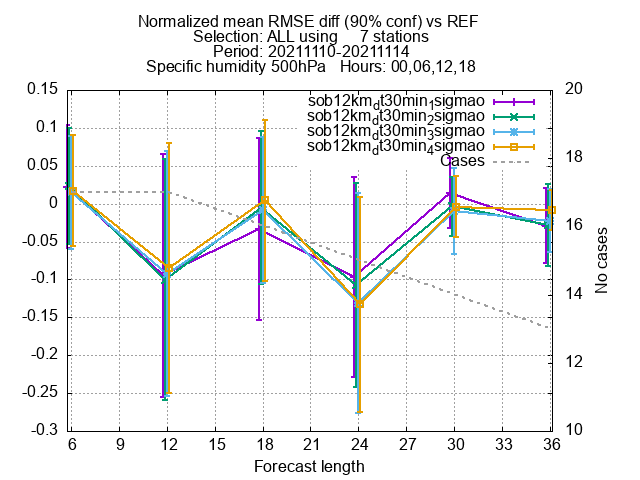 Normalized mean RMSE diff (90% conf) vs REF
Selection: ALL using 7 stations
Period: 20211110-20211114
Specific humidity 500hPa Hours: 00,06,12,18
sob12km_dt30min_1sigmao
sob12km_dt30min_2sigmao
sob12km_dt30min_3sigmao
sob12km_dt30min_4sigmao
Cases
0.15
0.1
0.05
0
-0.05
-0.1
-0.15
-0.2
-0.25
-0.3
20
18
16
14
12
10
No cases
6 9 12 15 18 21 24 27 30 33 36
Forecast length